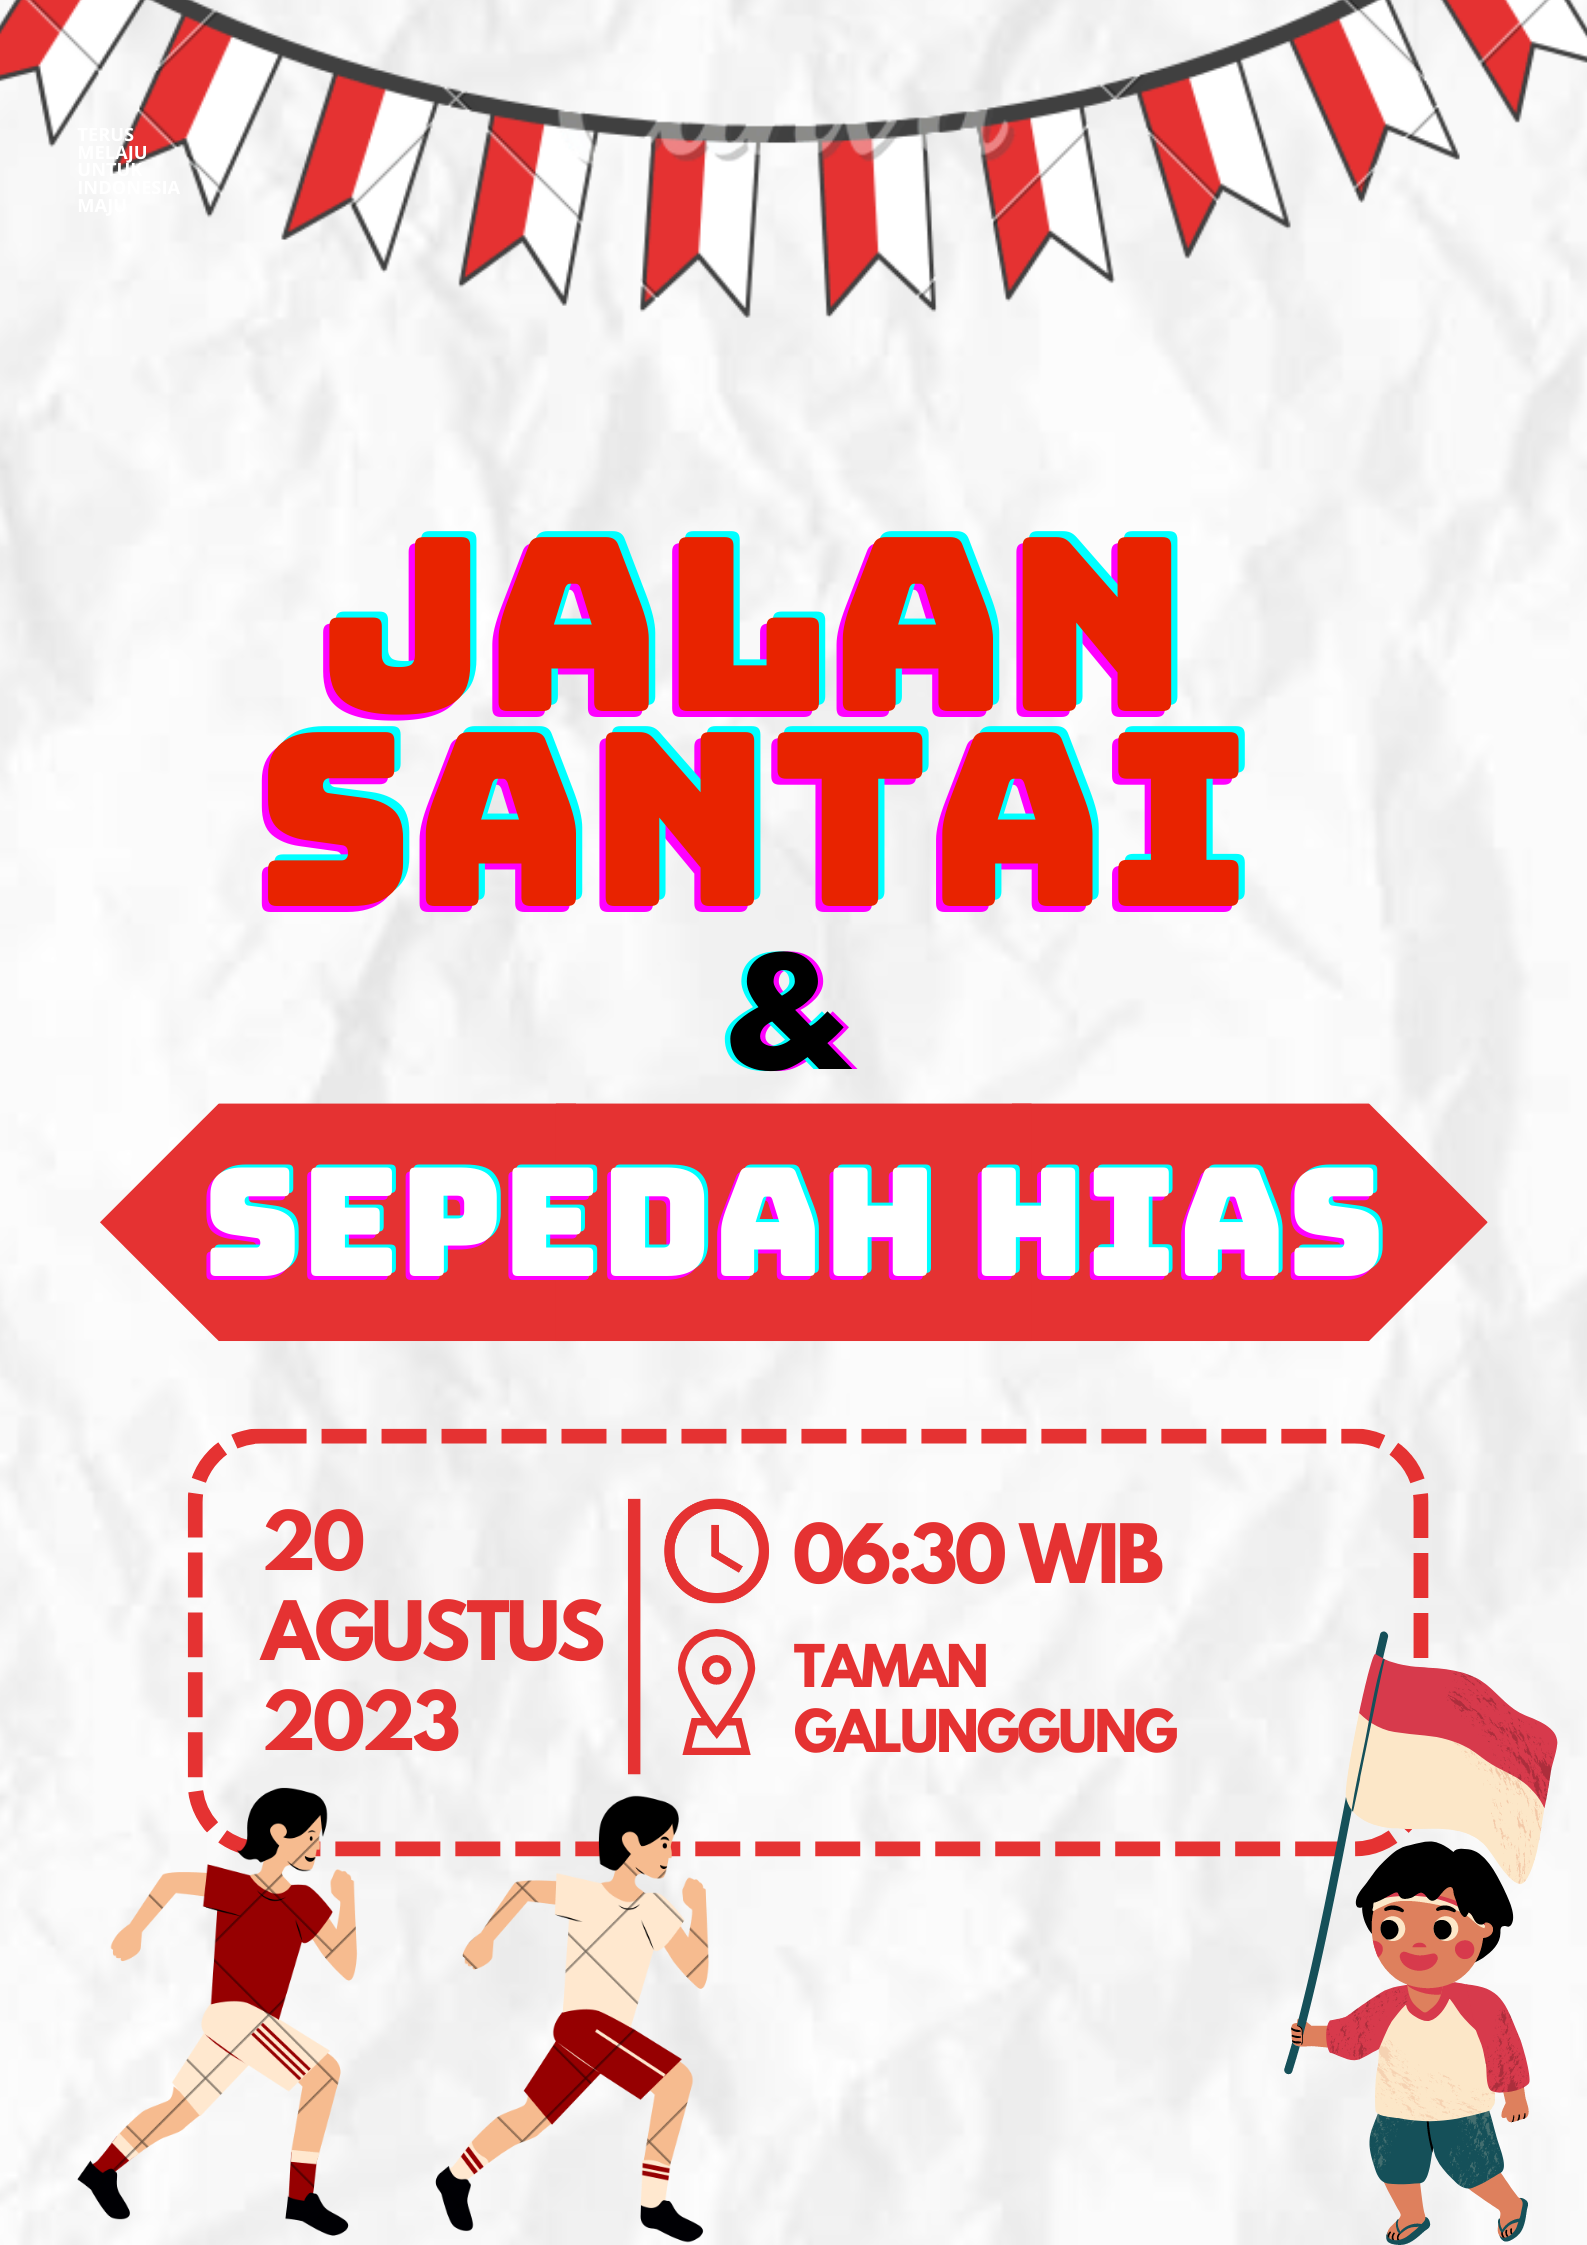 TERUS
MELAJU
UNTUK
INDONESIA
MAJU
JALAN
SANTAI
&
SEPEDAH HIAS
20
AGUSTUS
2023
06:30 WIB
TAMAN
GALUNGGUNG